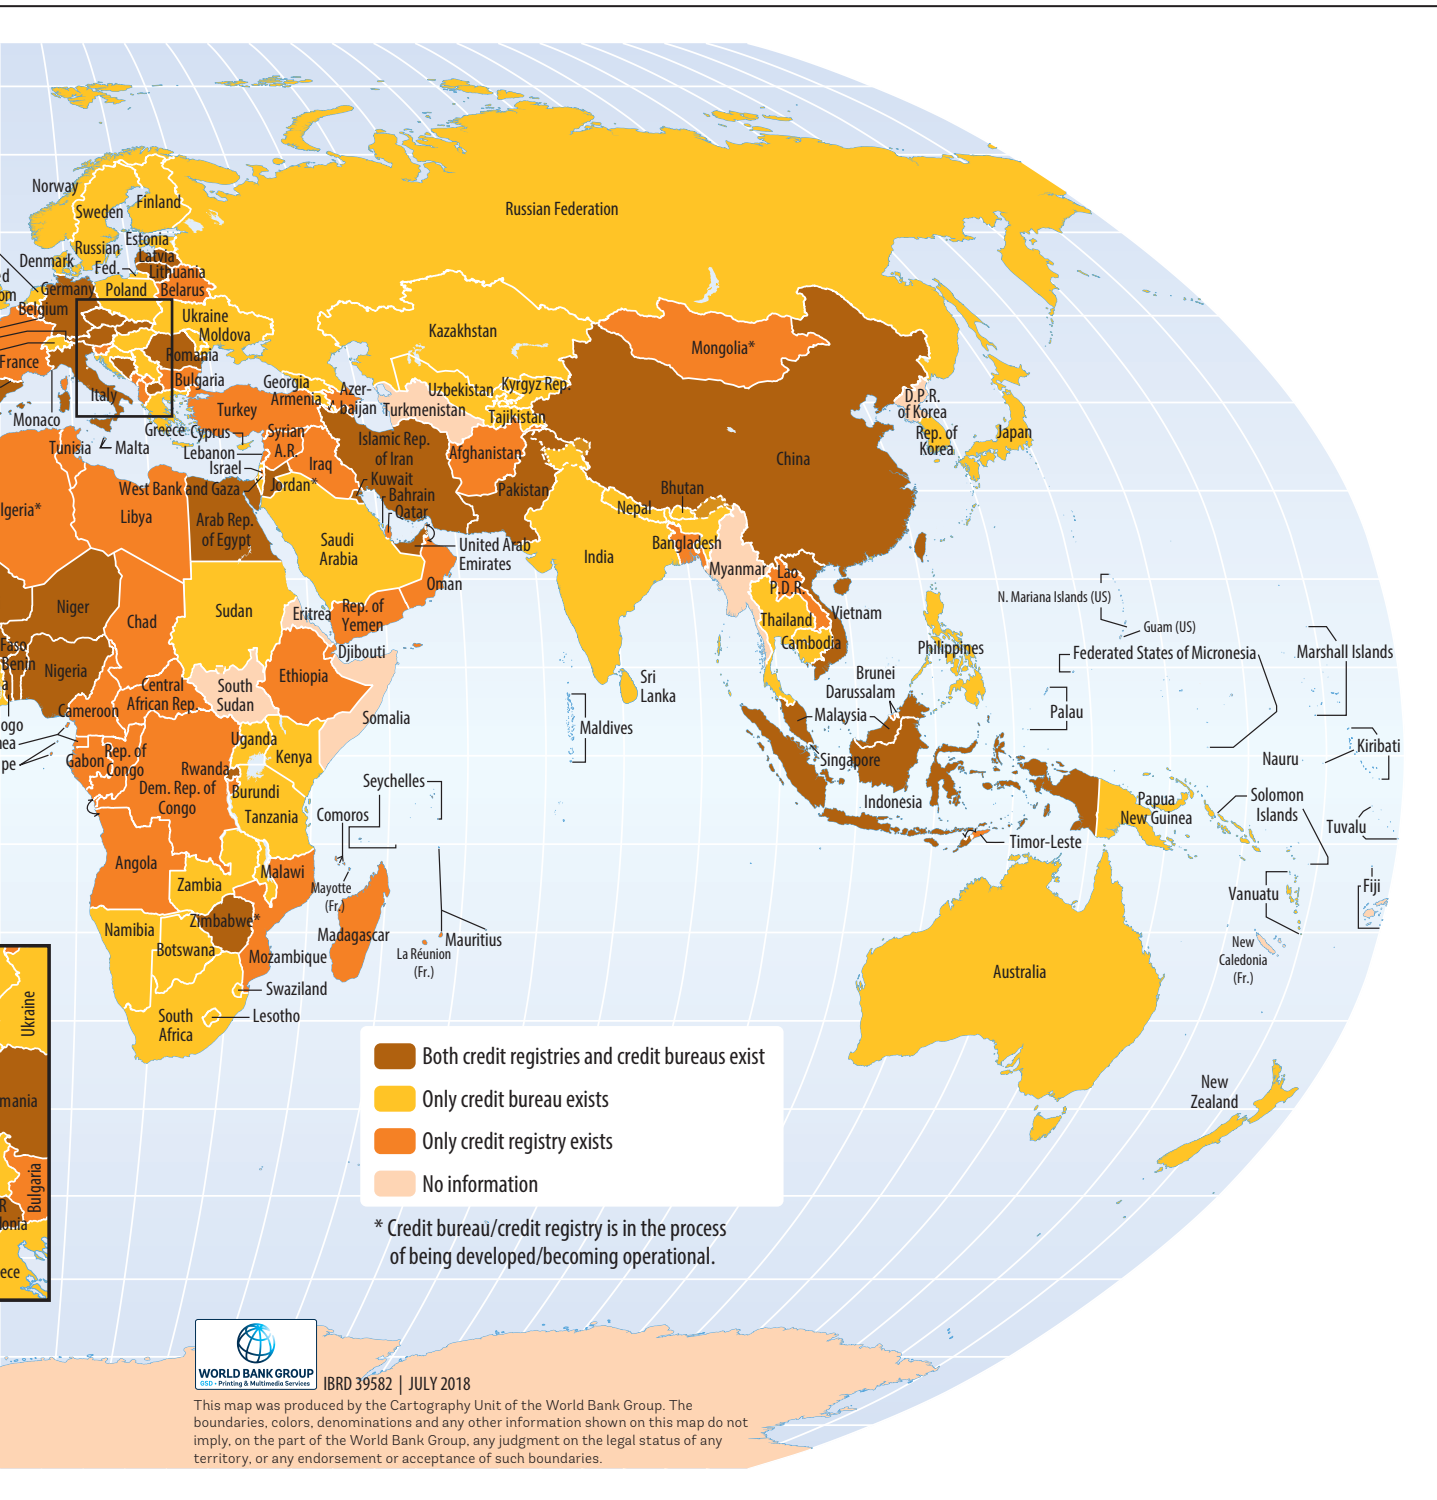 Norway
Sweden
Finland
Russian Federation
Estonia
Russian
Fed.
Latvia
Denmark
Lithuania
Belarus
Germany
Poland
Belgium
Ukraine
Moldova
Kazakhstan
Mongolia*
France
Romania
Italy
Bulgaria
Georgia
Armenia
Azer-
baijan
Uzbekistan
Kyrgyz Rep.
Turkmenistan
Tajikistan
D.P.R.
of Korea
Monaco
Turkey
Greece
Cyprus
Syrian
A.R.
Islamic Rep.
of Iran
Afghanistan
Rep. of
Korea
Japan
Tunisia
Malta
Lebanon
Israel
Iraq
China
West Bank and Gaza
Jordan*
Kuwait
Bahrain
Qatar
Pakistan
Bhutan
Nepal
lgeria*
Libya
Arab Rep.
of Egypt
Saudi
Arabia
United Arab
Emirates
India
Bangladesh
Myanmar
Lao
P.D.R.
Oman
Niger
Chad
Sudan
Eritrea
Rep. of
Yemen
Thailand
Vietnam
Cambodia
N. Mariana Islands (US)
Guam (US)
Faso
Benin
Nigeria
Djibouti
Ethiopia
Philippines
Federated States of Micronesia
Marshall Islands
Central
African Rep.
South
Sudan
Sri
Lanka
Brunei
Darussalam
Cameroon
Somalia
Maldives
Malaysia
Palau
ogo
Gabon
Rep. of
Congo
Uganda
Kenya
Singapore
Nauru
Kiribati
Rwanda
Dem. Rep. of
Congo
Burundi
Tanzania
Seychelles
Comoros
Indonesia
Papua
New Guinea
Solomon
Islands
Tuvalu
Timor-Leste
Angola
Zambia
Malawi
Mayotte
(Fr.)
Vanuatu
Fiji
Namibia
Botswana
Zimbabwe*
Mozambique
Madagascar
La Réunion
(Fr.)
Mauritius
New
Caledonia
(Fr.)
Australia
Swaziland
South
Africa
Lesotho
Ukraine
mania
Bulgaria
R
donia
ece
New
Zealand
Both credit registries and credit bureaus exist
Only credit bureau exists
Only credit registry exists
No information
* Credit bureau/credit registry is in the process
of being developed/becoming operational.
WORLD BANK GROUP
GSD • Printing & Multimedia Services
IBRD 39582 | JULY 2018
This map was produced by the Cartography Unit of the World Bank Group. The
boundaries, colors, denominations and any other information shown on this map do not
imply, on the part of the World Bank Group, any judgment on the legal status of any
territory, or any endorsement or acceptance of such boundaries.